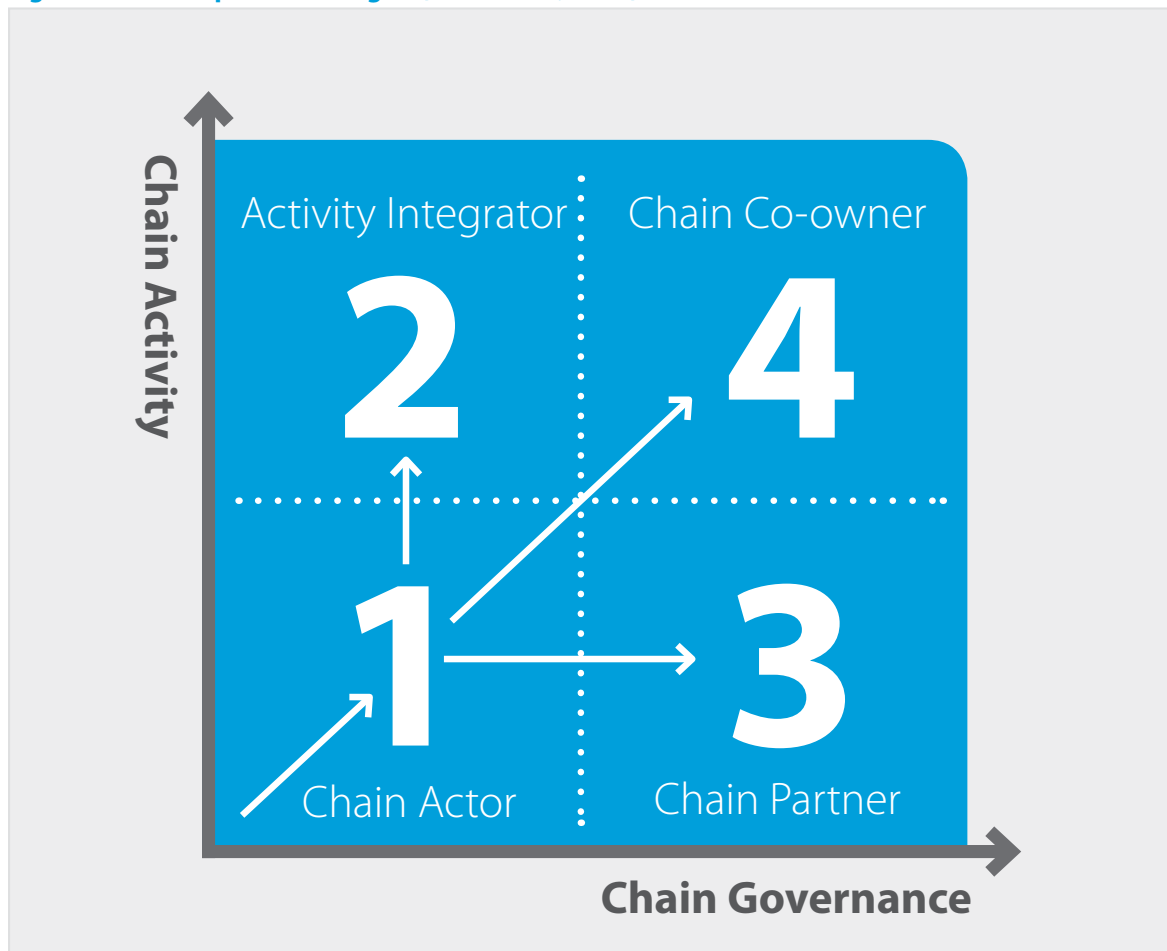 Chain Activity
Activity Integrator
Chain Co-owner
2
4
1
3
Chain Actor
Chain Partner
Chain Governance